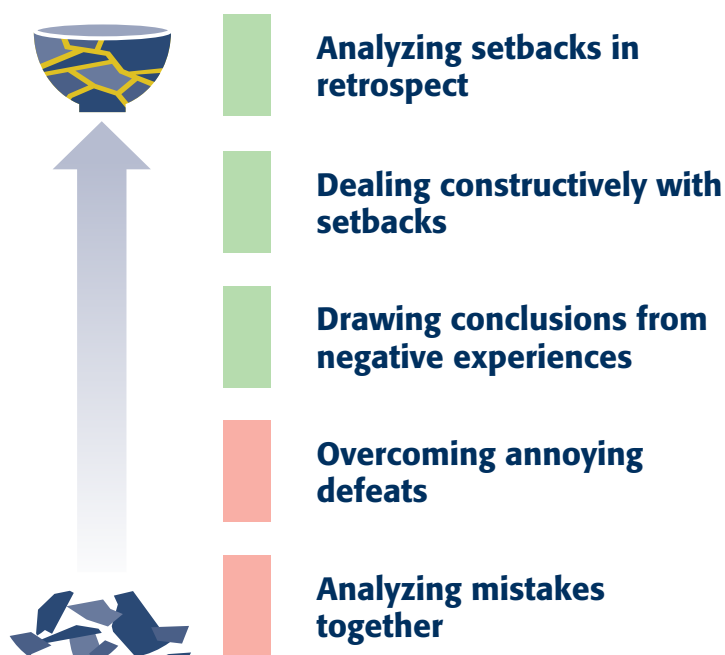 Analyzing setbacks in
retrospect
Dealing constructively with
setbacks
Drawing conclusions from
negative experiences
Overcoming annoying
defeats
Analyzing mistakes
together